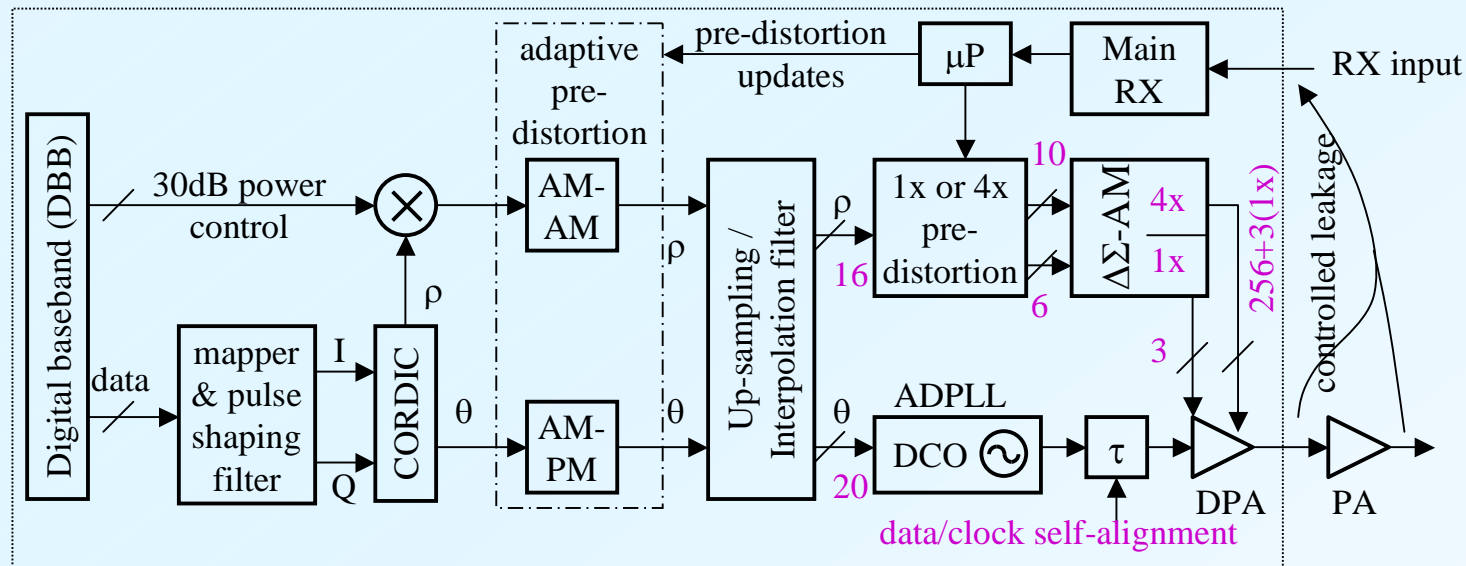 pre-distortion
updates
μP
Main
RX
RX input
adaptive
pre-
distortion
Digital baseband (DBB)
30dB power
control
AM-
AM
ρ
Up-sampling /
Interpolation filter
ρ
16
1x or 4x
pre-
distortion
10
6
ΔΣ-AM
4x
1x
256+3(1x)
controlled leakage
3
ρ
data
mapper
& pulse
shaping
filter
I
Q
CORDIC
θ
AM-
PM
θ
θ
20
ADPLL
DCO
τ
DPA
PA
data/clock self-alignment